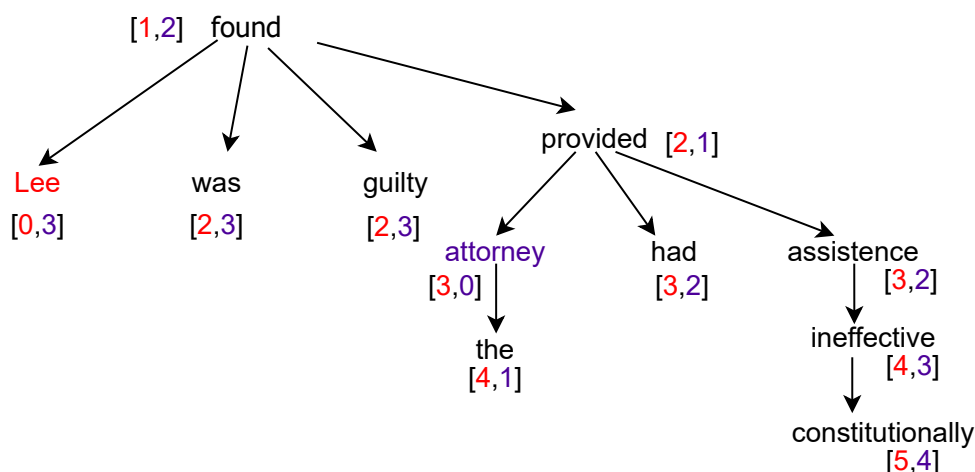 [1,2] found
provided [2,1]
Lee was guilty
[0,3] [2,3] [2,3]
attorney had assistence
[3,0] [3,2] [3,2]
the ineffective
[4,1] [4,3]
constitutionally
[5,4]